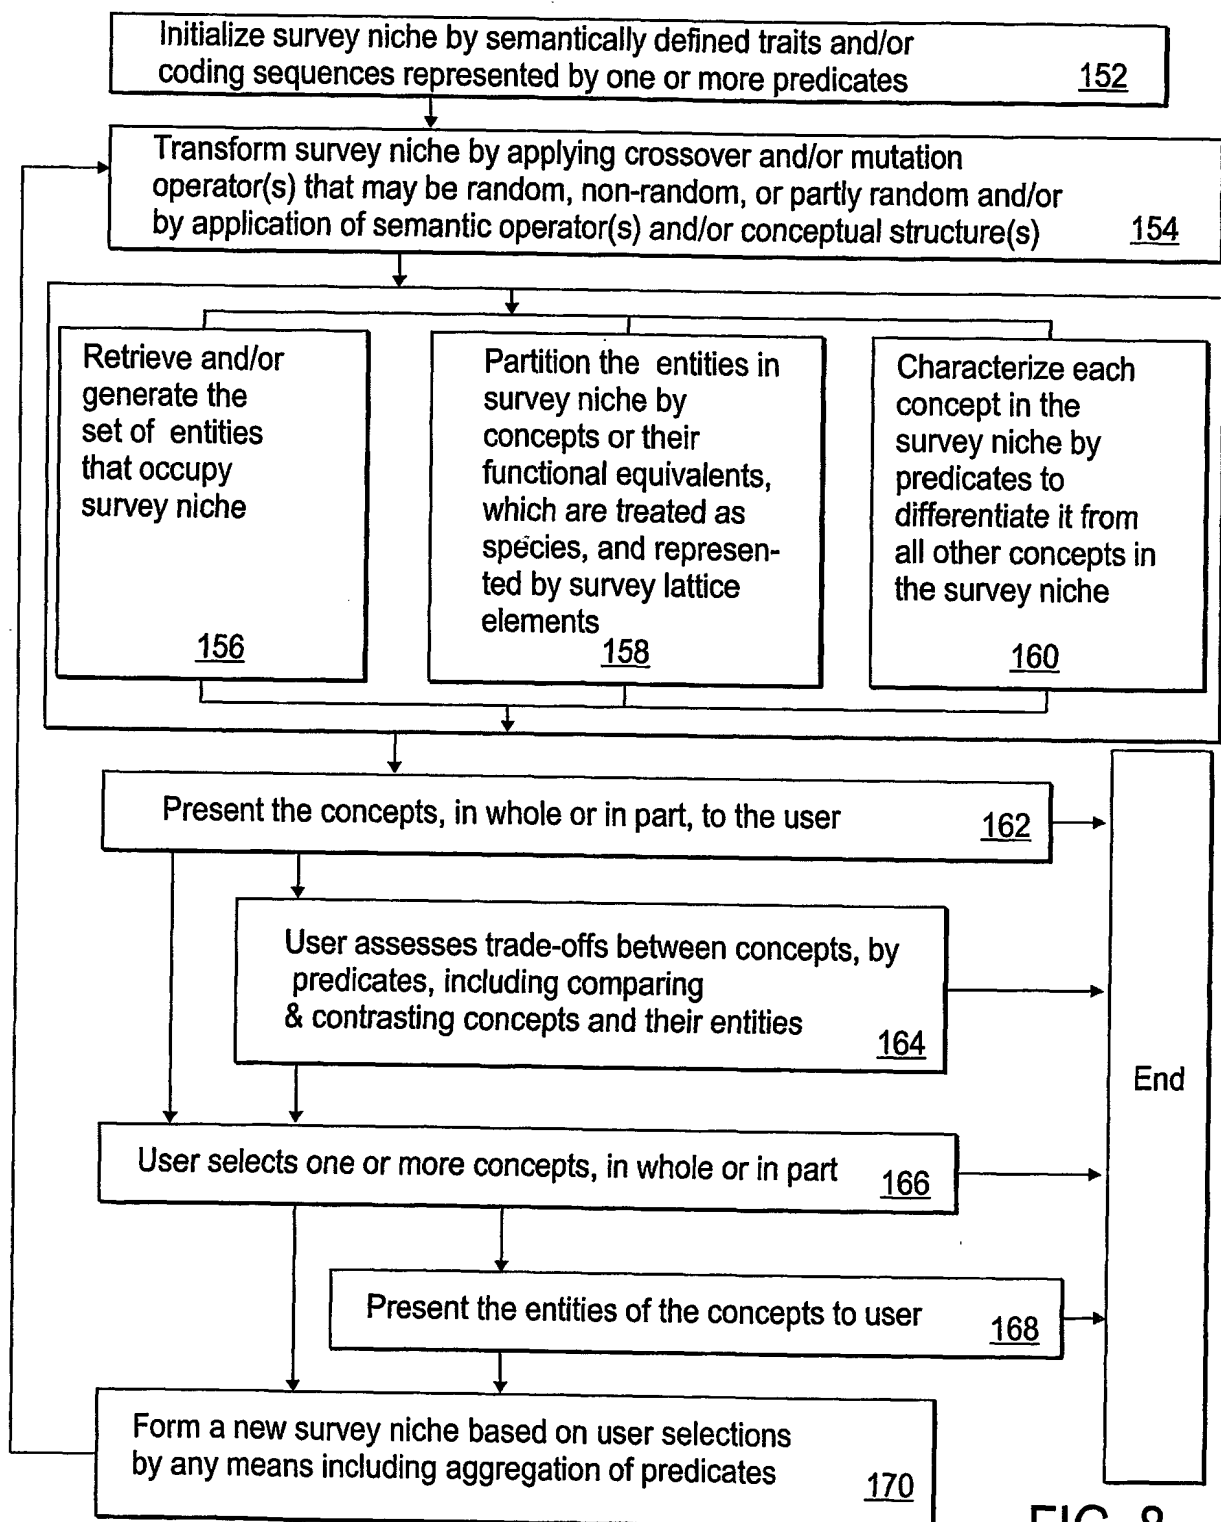 Initialize survey niche by semantically defined traits and/or
coding sequences represented by one or more predicates 152
Transform survey niche by applying crossover and/or mutation
operator(s) that may be random, non-random, or partly random and/or
by application of semantic operator(s) and/or conceptual structure(s) 154
Retrieve and/or
generate the
set of entities
that occupy
survey niche
156
Partition the entities in
survey niche by
concepts or their
functional equivalents,
which are treated as
species, and represen-
ted by survey lattice
elements
158
Characterize each
concept in the
survey niche by
predicates to
differentiate it from
all other concepts in
the survey niche
160
Present the concepts, in whole or in part, to the user 162
User assesses trade-offs between concepts, by
predicates, including comparing
& contrasting concepts and their entities 164
End
User selects one or more concepts, in whole or in part 166
Present the entities of the concepts to user 168
Form a new survey niche based on user selections
by any means including aggregation of predicates 170
FIG. 8